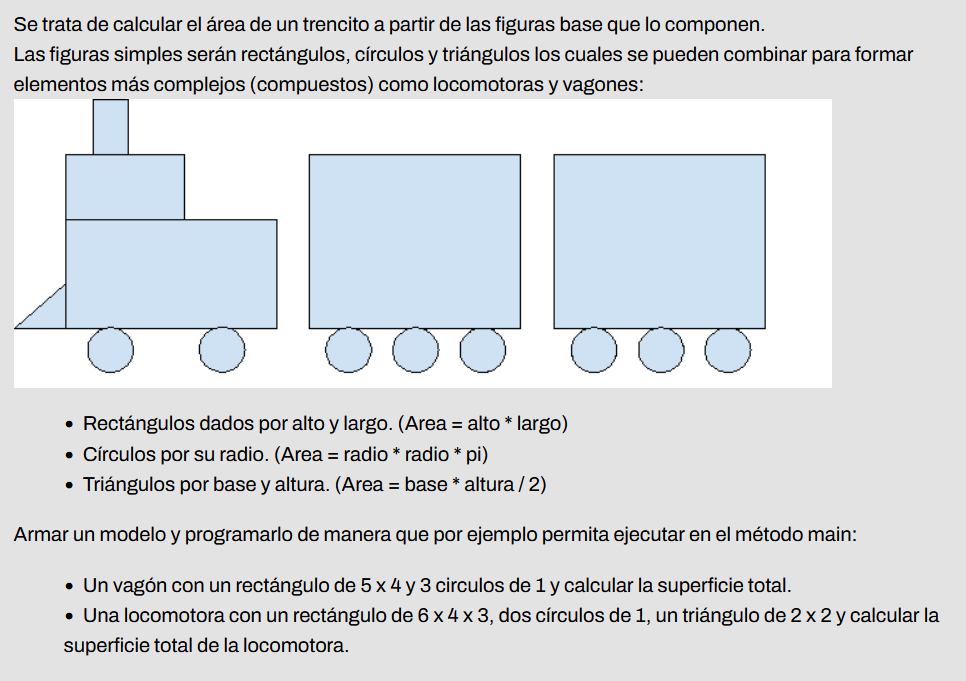 Se trata de calcular el área de un trencito a partir de las figuras base que lo componen.
Las figuras simples serán rectángulos, círculos y triángulos los cuales se pueden combinar para formar
elementos más complejos (compuestos) como locomotoras y vagones:
• Rectángulos dados por alto y largo. (Area = alto * largo)
• Círculos por su radio. (Area = radio * radio * pi)
• Triángulos por base y altura. (Area = base * altura / 2)
Armar un modelo y programarlo de manera que por ejemplo permita ejecutar en el método main:
• Un vagón con un rectángulo de 5 x 4 y 3 circulos de 1 y calcular la superficie total.
• Una locomotora con un rectángulo de 6 x 4 x 3, dos círculos de 1, un triángulo de 2 x 2 y calcular la
superficie total de la locomotora.